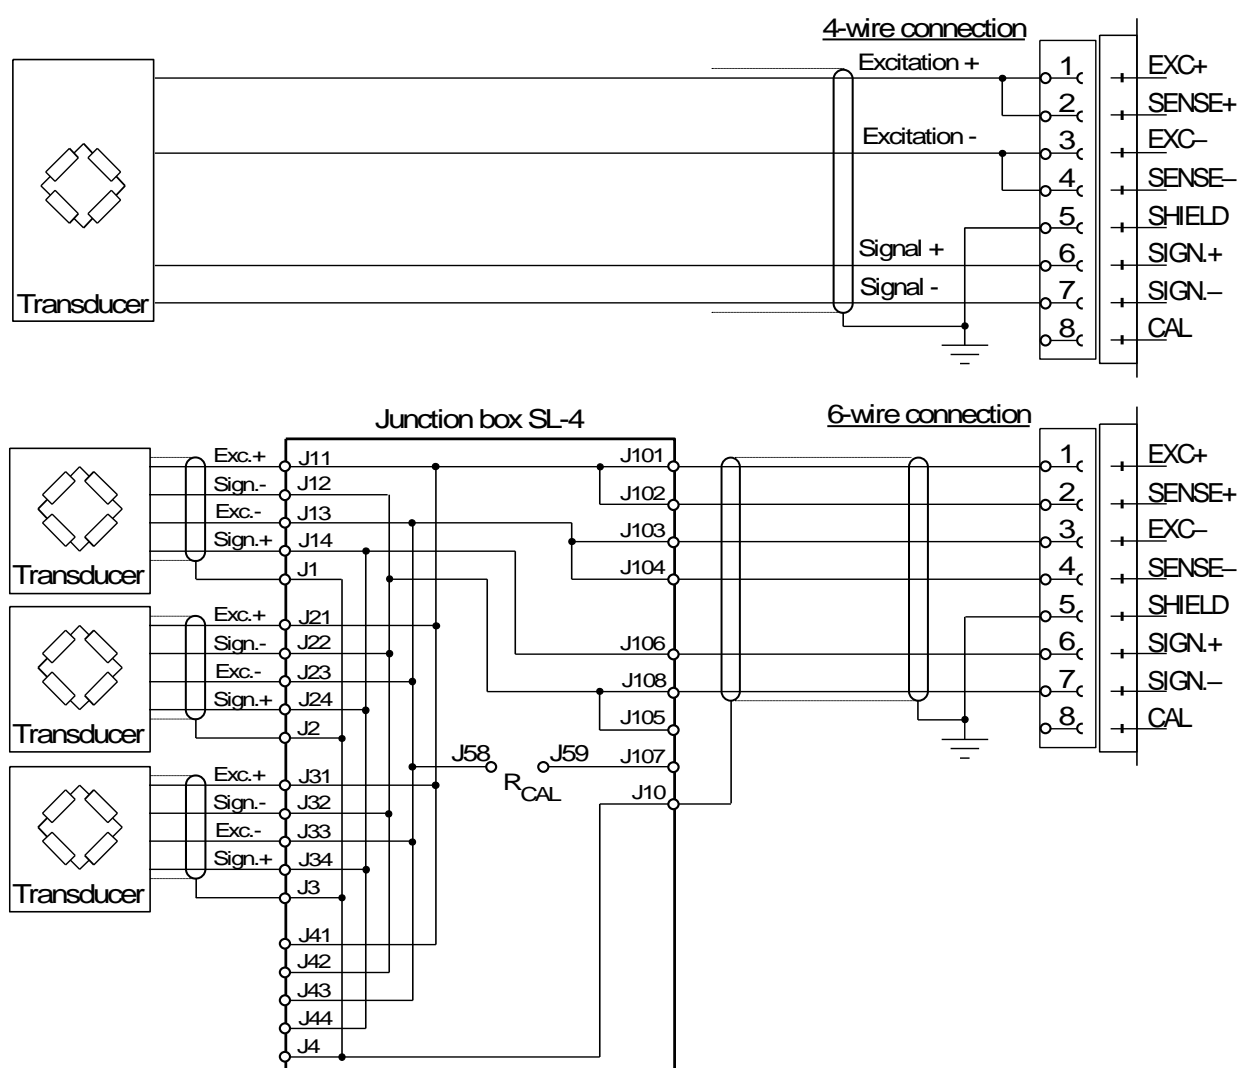 4-wire connection
Excitation + 1 EXC+
2 SENSE+
Excitation - 3 EXC–
4 SENSE–
5 SHIELD
Signal + 6 SIGN.+
Transducer Signal - 7 SIGN.–
8 CAL
Junction box SL-4 6-wire connection
Exc.+ J11 J101 1 EXC+
Sign.- J12 J102 2 SENSE+
Exc.- J13 J103 3 EXC–
Sign.+ J14 J104 4 SENSE–
Transducer J1
Exc.+ J21 5 SHIELD
Sign.- J22 J106 6 SIGN.+
Exc.- J23 J108 7 SIGN.–
Sign.+ J24 J105 8 CAL
Transducer J2
J58 J59 J107
RCAL
Exc.+ J31 J10
Sign.- J32
Exc.- J33
Sign.+ J34
Transducer J3
J41
J42
J43
J44
J4